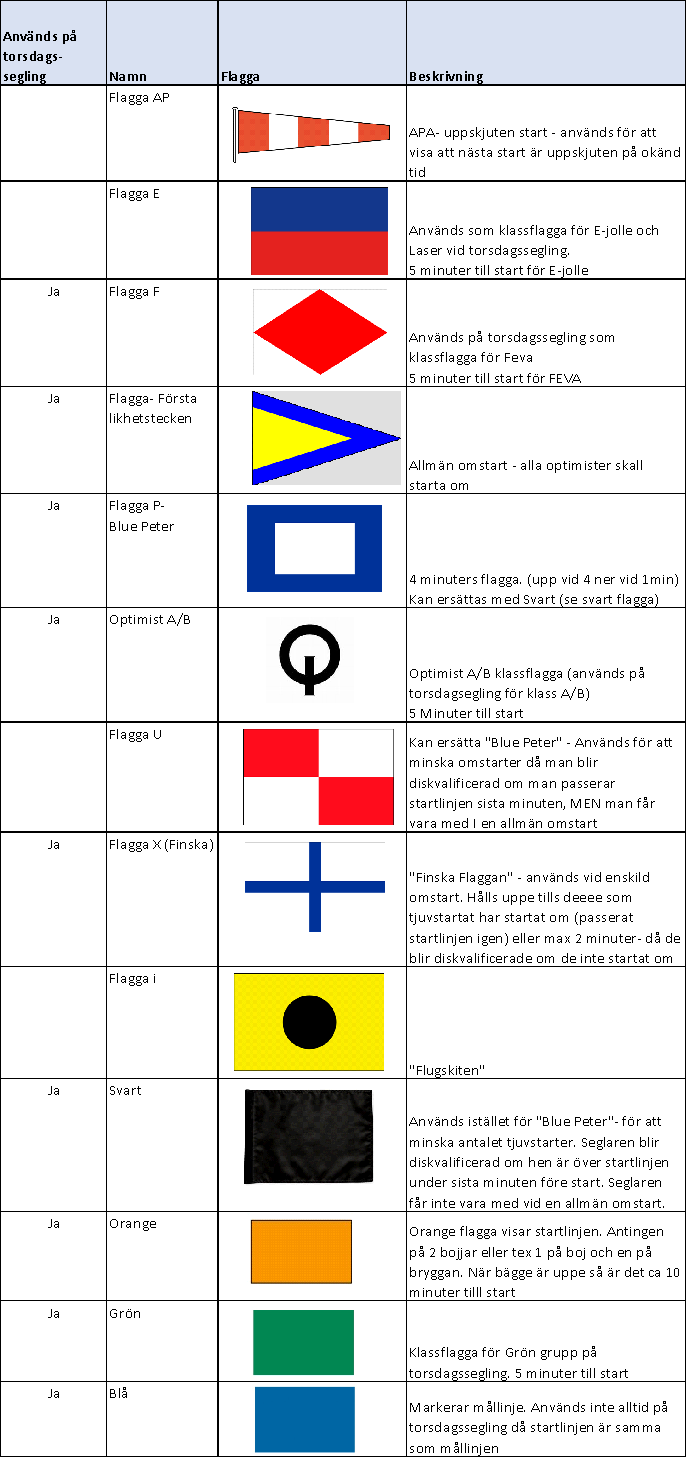 Används på
torsdags-
segling
Namn
Flagga
Beskrivning
Flagga AP
APA- uppskjuten start - används för att
visa att nästa start är uppskjuten på okänd
tid
Flagga E
Används som klassflagga för E-jolle och
Laser vid torsdagssegling.
5 minuter till start för E-jolle
Ja
Flagga F
Används på torsdagssegling som
klassflagga för Feva
5 minuter till start för FEVA
Ja
Flagga- Första
likhetstecken
Allmän omstart - alla optimister skall
starta om
Ja
Flagga P-
Blue Peter
4 minuters flagga. (upp vid 4 ner vid 1min)
Kan ersättas med Svart (se svart flagga)
Ja
Optimist A/B
Optimist A/B klassflagga (används på
torsdagsegling för klass A/B)
5 Minuter till start
Flagga U
Kan ersätta "Blue Peter" - Används för att
minska omstarter då man blir
diskvalificerad om man passerar
startlinjen sista minuten, MEN man får
vara med I en allmän omstart
Ja
Flagga X (Finska)
"Finska Flaggan" - används vid enskild
omstart. Hålls uppe tills deeee som
tjuvstartat har startat om (passerat
startlinjen igen) eller max 2 minuter- då de
blir diskvalificerade om de inte startat om
Flagga i
"Flugskiten"
Ja
Svart
Används istället för "Blue Peter"- för att
minska antalet tjuvstarter. Seglaren blir
diskvalificerad om hen är över startlinjen
under sista minuten före start. Seglaren
får inte vara med vid en allmän omstart.
Ja
Orange
Orange flagga visar startlinjen. Antingen
på 2 bojjar eller tex 1 på boj och en på
bryggan. När bägge är uppe så är det ca 10
minuter tilll start
Ja
Grön
Klassflagga för Grön grupp på
torsdagssegling. 5 minuter till start
Ja
Blå
Markerar mållinje. Används inte alltid på
torsdagssegling då startlinjen är samma
som mållinjen